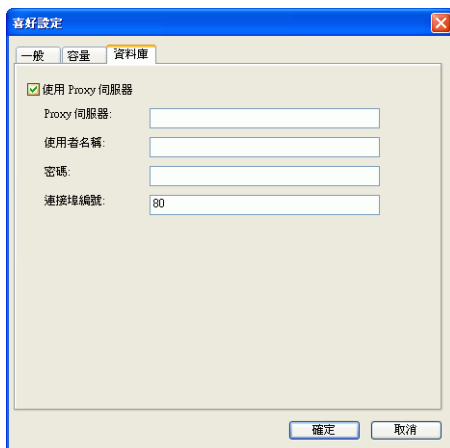 喜好設定
一般 容量 資料庫
使用 Proxy 伺服器
Proxy 伺服器:
使用者名稱:
密碼:
連接埠編號: 80
確定 取消